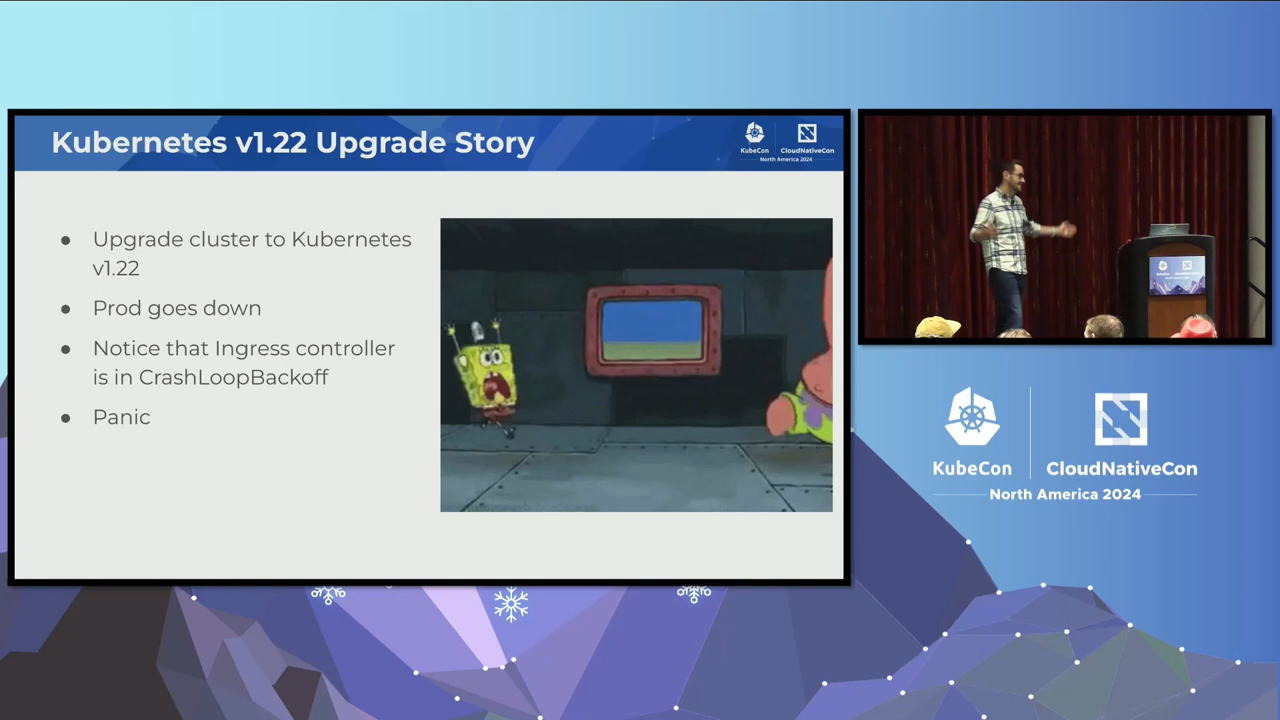 Kubernetes v1.22 Upgrade Story
KubeCon
CloudNativeCon
North America 2024
● Upgrade cluster to Kubernetes
v1.22
● Prod goes down
● Notice that Ingress controller
is in CrashLoopBackoff
● Panic
KubeCon
CloudNativeCon
North America 2024